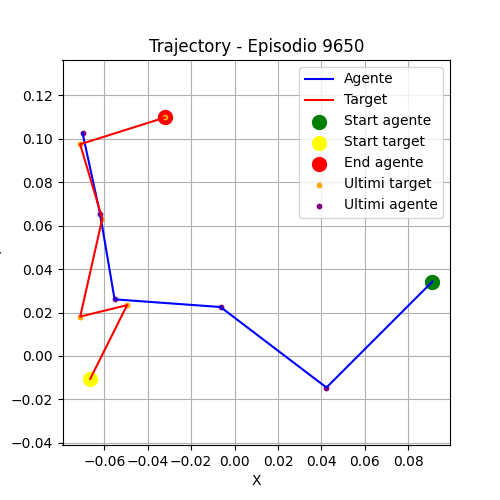 Trajectory - Episodio 9650
Agente
Target
Start agente
Start target
End agente
Ultimi target
Ultimi agente
0.12
0.10
0.08
0.06
0.04
0.02
0.00
−0.02
−0.04
−0.06 −0.04 −0.02 0.00 0.02 0.04 0.06 0.08
X